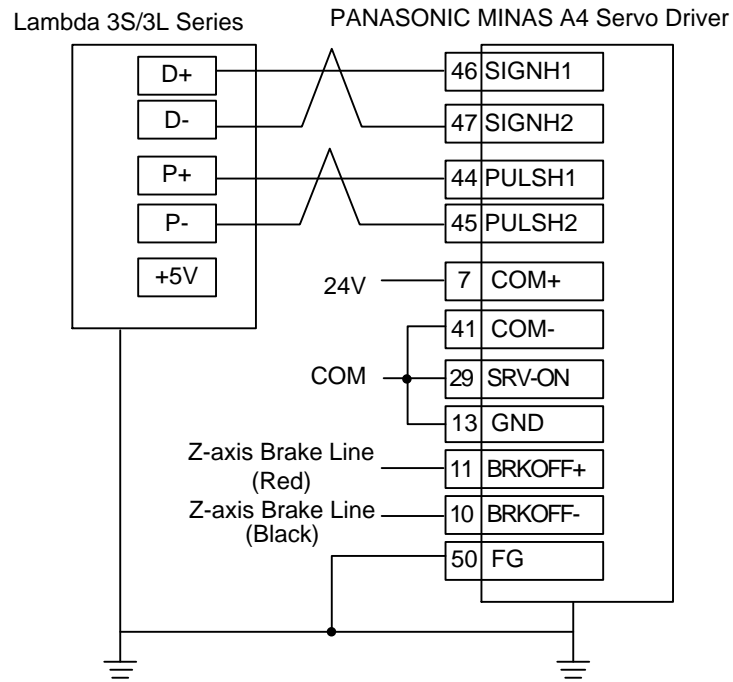 Lambda 3S/3L Series
PANASONIC MINAS A4 Servo Driver
D+
46 SIGNH1
D-
47 SIGNH2
P+
44 PULSH1
P-
45 PULSH2
+5V
24V
7 COM+
41 COM-
COM
29 SRV-ON
13 GND
Z-axis Brake Line
(Red)
11 BRKOFF+
Z-axis Brake Line
(Black)
10 BRKOFF-
50 FG